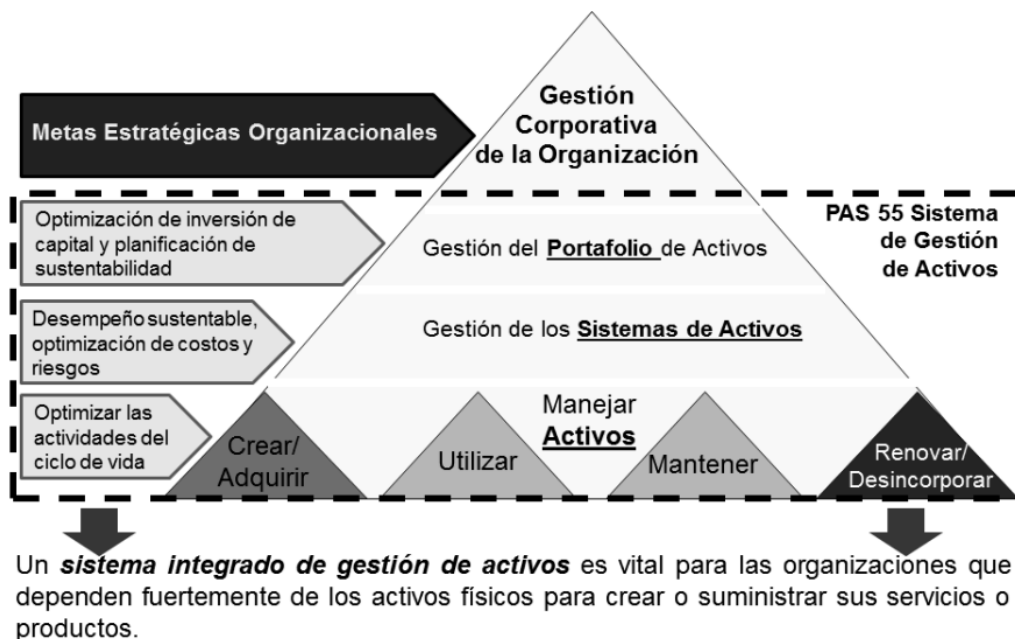 Gestión
Corporativa
de la Organización
Metas Estratégicas Organizacionales
Optimización de inversión de
capital y planificación de
sustentabilidad
Gestión del Portafolio de Activos
PAS 55 Sistema
de Gestión
de Activos
Desempeño sustentable,
optimización de costos y
riesgos
Gestión de los Sistemas de Activos
Optimizar las
actividades del
ciclo de vida
Crear/
Adquirir
Utilizar
Manejar
Activos
Mantener
Renovar/
Desincorporar
Un sistema integrado de gestión de activos es vital para las organizaciones que
dependen fuertemente de los activos físicos para crear o suministrar sus servicios o
productos.